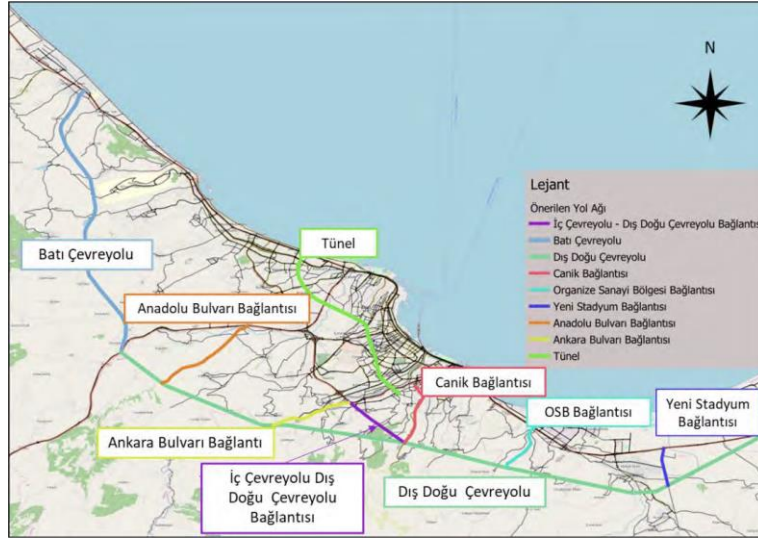 N
Lejant
Önerilen Yol Ağı
İç Çevreyolu - Dış Doğu Çevreyolu Bağlantıs
Batı Çevreyolu
Dış Doğu Çevreyolu
Canik Bağlantısı
Organize Sanayi Bölgesi Bağlantısı
Yeni Stadyum Bağlantısı
Anadolu Bulvarı Bağlantısı
Ankara Bulvarı Bağlantısı
Tünel
Tünel
Batı Çevreyolu
Anadolu Bulvarı Bağlantısı
Canik Bağlantısı
OSB Bağlantısı
Yeni Stadyum
Bağlantısı
Ankara Bulvarı Bağlantı
İç Çevreyolu Dış
Doğu Çevreyolu
Bağlantısı
Dış Doğu Çevreyolu